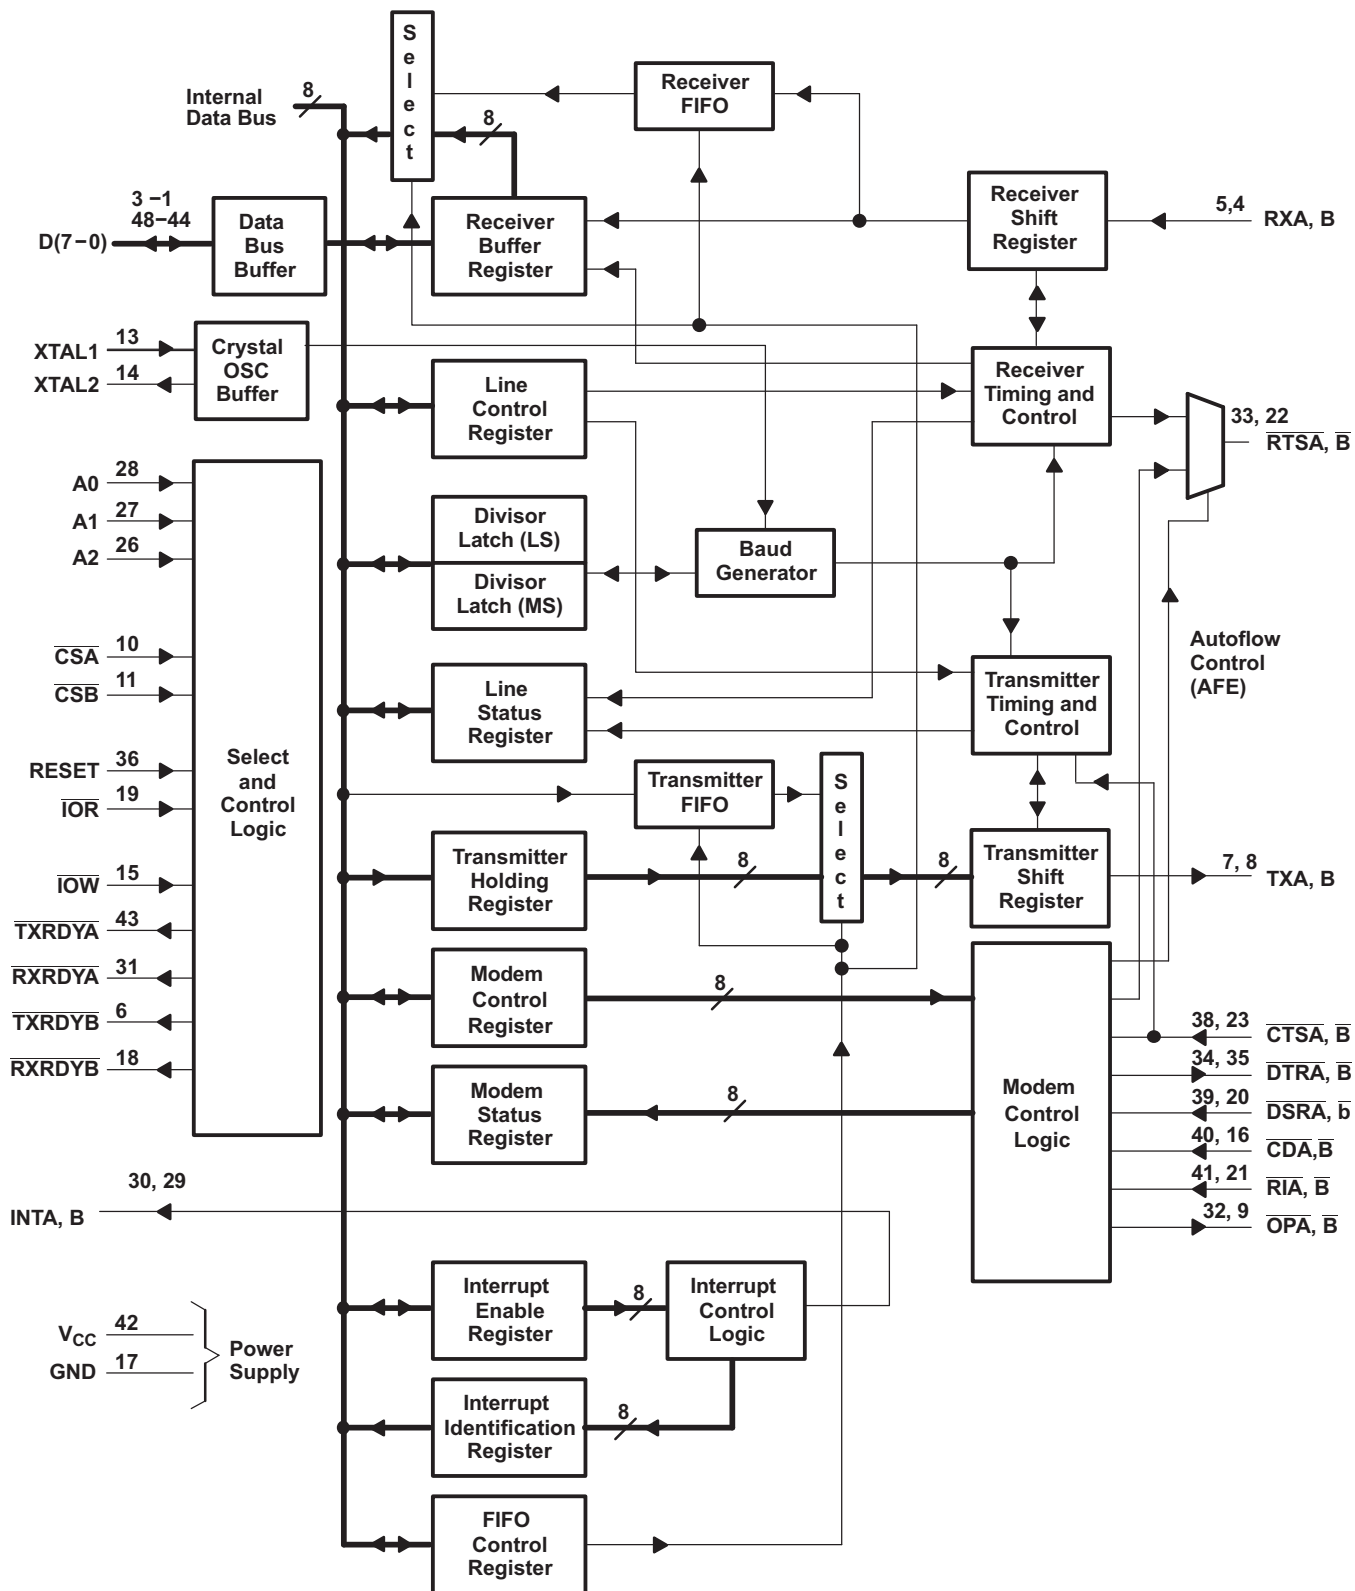 S
e
l
e
c
t
8
Internal
Data Bus
8
Receiver
FIFO
3 −1
48−44
D(7−0)
Data
Bus
Buffer
Receiver
Buffer
Register
Receiver
Shift
Register
5,4
RXA, B
XTAL1
13
XTAL2
14
Crystal
OSC
Buffer
Line
Control
Register
Receiver
Timing and
Control
33, 22
RTSA, B
A0
28
A1
27
A2
26
Divisor
Latch (LS)
Divisor
Latch (MS)
Baud
Generator
CSA
10
CSB
11
Autoflow
Control
(AFE)
Line
Status
Register
Transmitter
Timing and
Control
Select
and
Control
Logic
RESET
36
IOR
19
Transmitter
FIFO
S
e
l
e
c
t
IOW
15
Transmitter
Holding
Register
8
8
Transmitter
Shift
Register
7, 8
TXA, B
TXRDYA
43
RXRDYA
31
TXRDYB
6
RXRDYB
18
Modem
Control
Register
8
Modem
Status
Register
8
Modem
Control
Logic
38, 23
CTSA, B
34, 35
DTRA, B
39, 20
DSRA, b
40, 16
CDA,B
41, 21
RIA, B
32, 9
OPA, B
30, 29
INTA, B
Interrupt
Enable
Register
8
Interrupt
Control
Logic
VCC
42
GND
17
Power
Supply
Interrupt
Identification
Register
8
FIFO
Control
Register